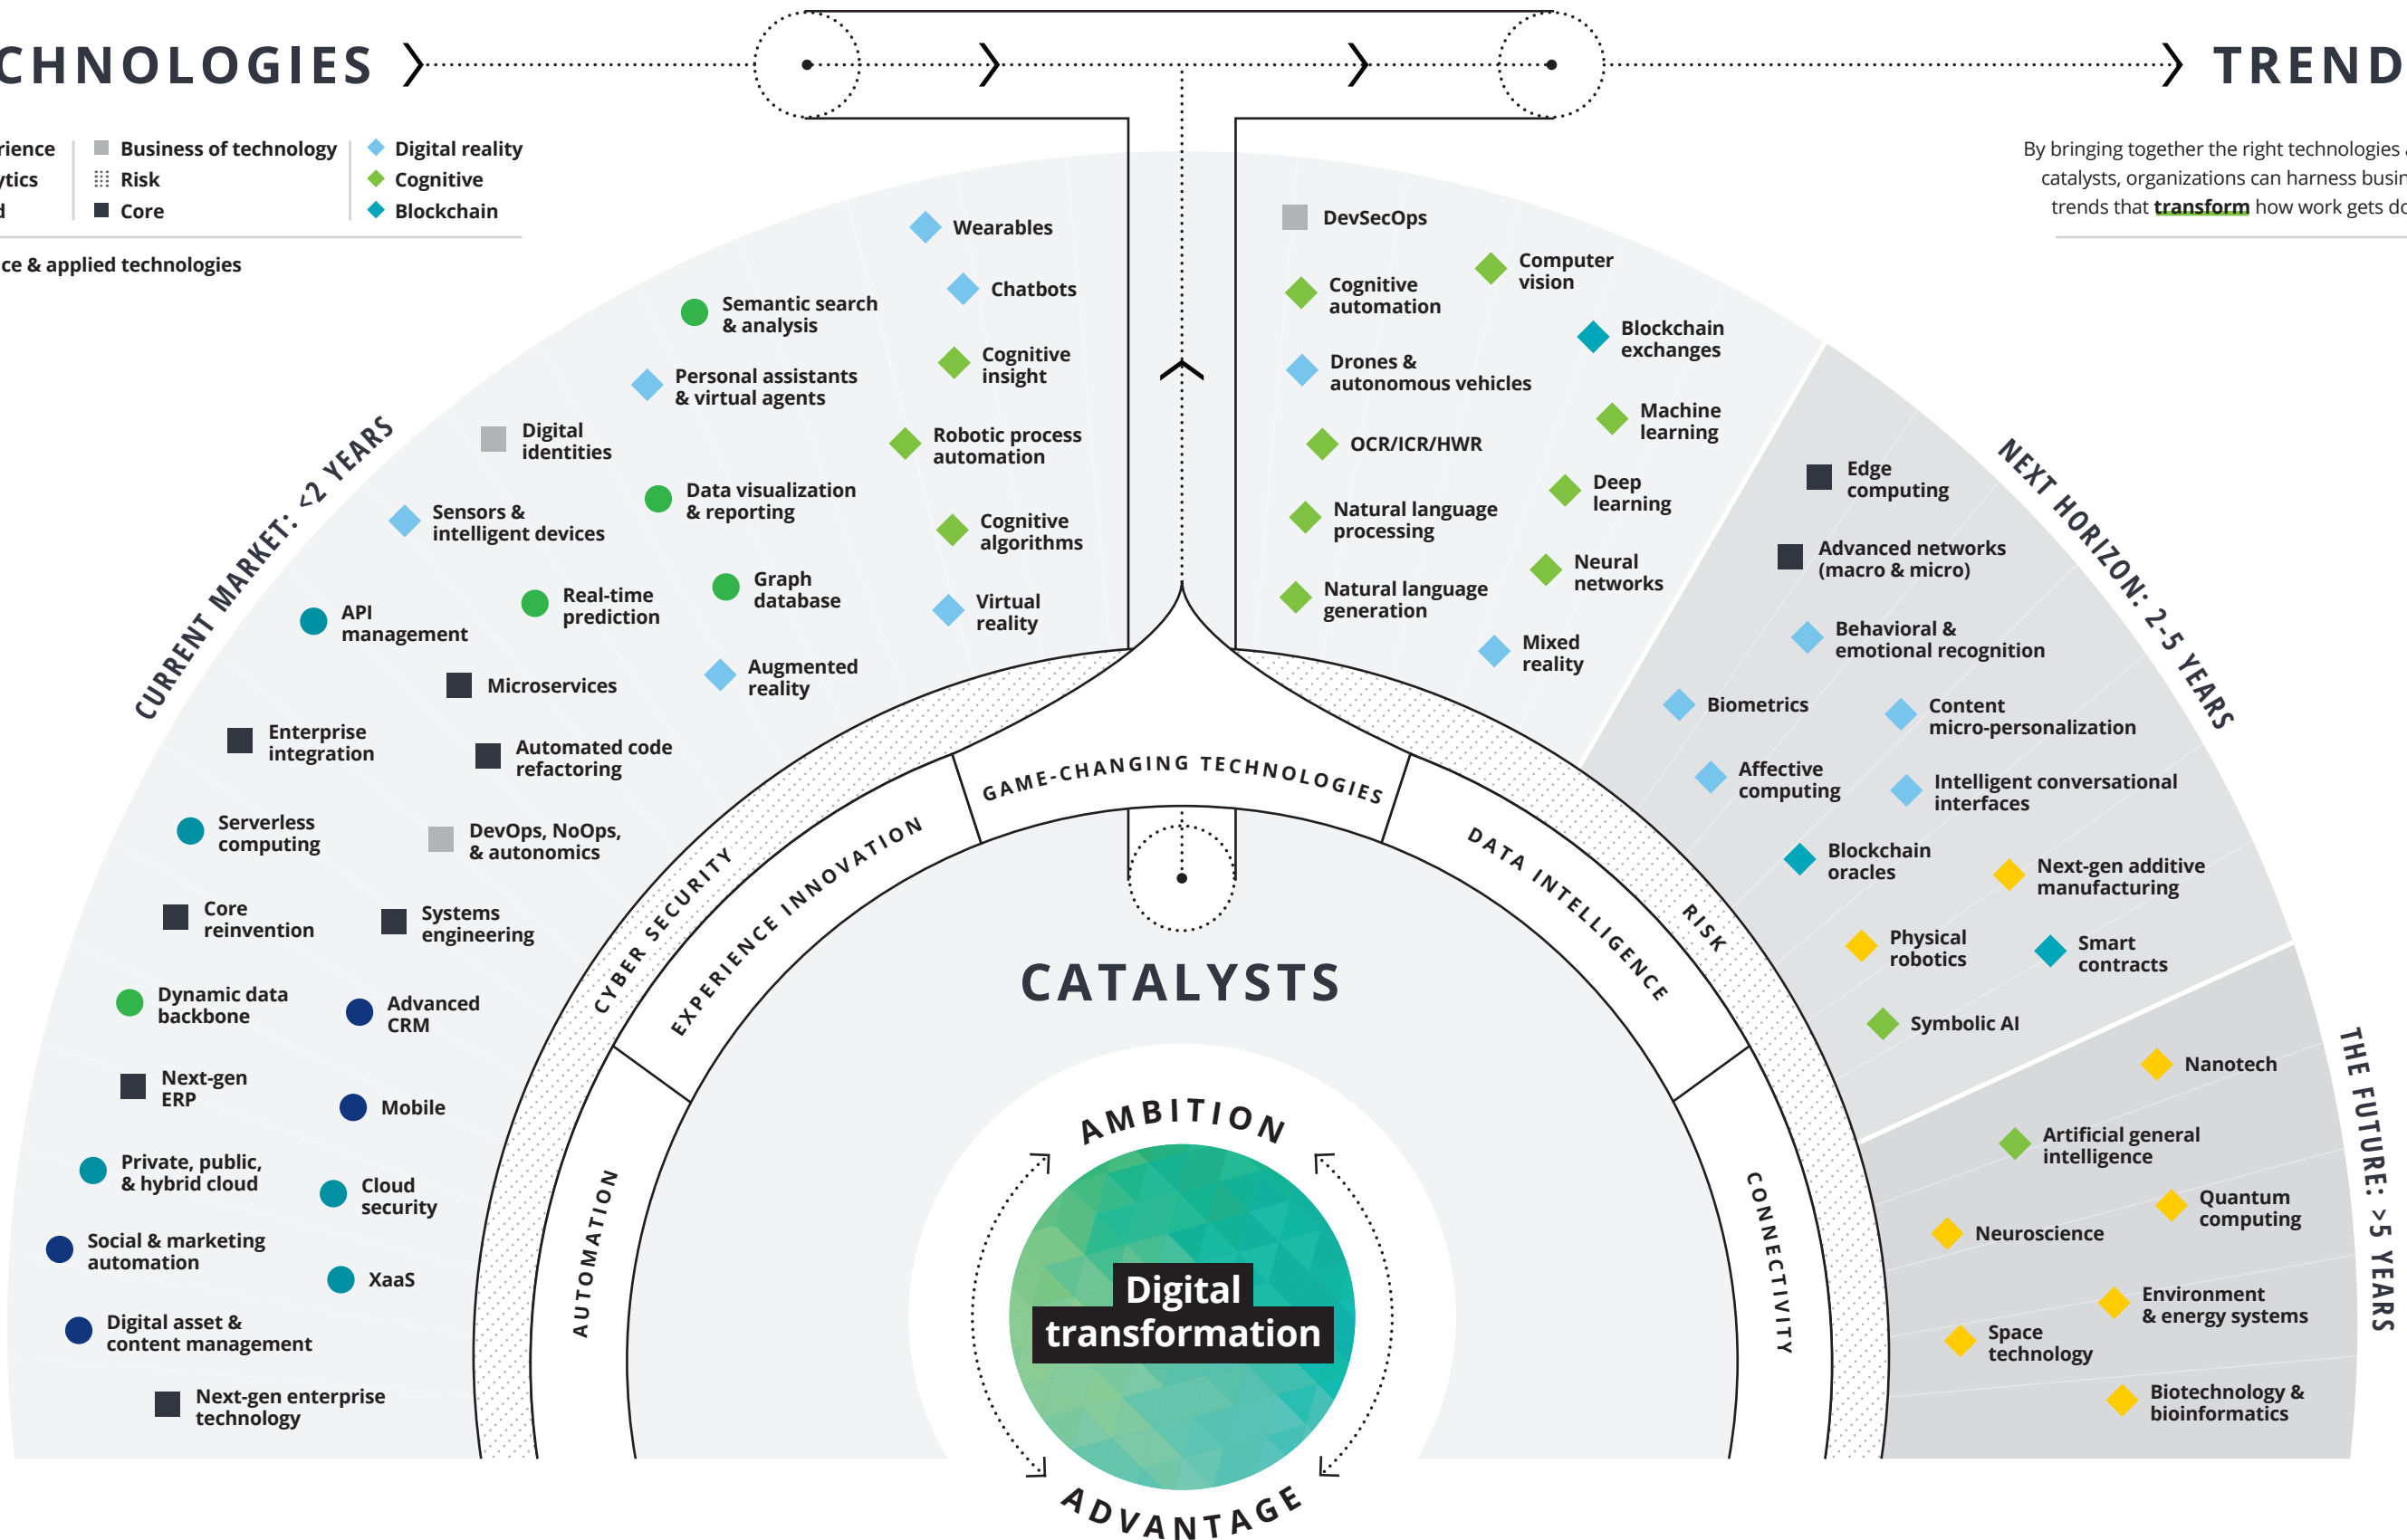 CHNOLOGIES
TREND
Business of technology
Digital reality
Risk
Cognitive
Core
Blockchain
ce & applied technologies
By bringing together the right technologies
catalysts, organizations can harness
trends that transform how work gets
CURRENT MARKET: <2 YEARS
Wearables
Chatbots
Semantic search
& analysis
Cognitive
insight
Personal assistants
& virtual agents
Digital
identities
Robotic process
automation
Data visualization
& reporting
Sensors &
intelligent devices
Cognitive
algorithms
Graph
database
Real-time
prediction
Virtual
reality
API
management
Augmented
reality
Microservices
Enterprise
integration
Automated code
refactoring
Serverless
computing
DevOps, NoOps,
& autonomics
Core
reinvention
Systems
engineering
Dynamic data
backbone
Advanced
CRM
Next-gen
ERP
Mobile
Private, public,
& hybrid cloud
Cloud
security
Social & marketing
automation
XaaS
Digital asset &
content management
Next-gen enterprise
technology
DevSecOps
Computer
vision
Cognitive
automation
Blockchain
exchanges
Drones &
autonomous vehicles
Machine
learning
OCR/ICR/HWR
Deep
learning
Natural language
processing
Neural
networks
Natural language
generation
Mixed
reality
NEXT HORIZON: 2-5 YEARS
Edge
computing
Advanced networks
(macro & micro)
Behavioral &
emotional recognition
Biometrics
Content
micro-personalization
Affective
computing
Intelligent conversational
interfaces
Blockchain
oracles
Next-gen additive
manufacturing
Physical
robotics
Smart
contracts
Symbolic AI
THE FUTURE: >5 YEARS
Nanotech
Artificial general
intelligence
Quantum
computing
Neuroscience
Environment
& energy systems
Space
technology
Biotechnology &
bioinformatics
CYBER SECURITY
RISK
AUTOMATION
EXPERIENCE INNOVATION
GAME-CHANGING TECHNOLOGIES
DATA INTELLIGENCE
CONNECTIVITY
CATALYSTS
AMBITION
Digital
transformation
ADVANTAGE